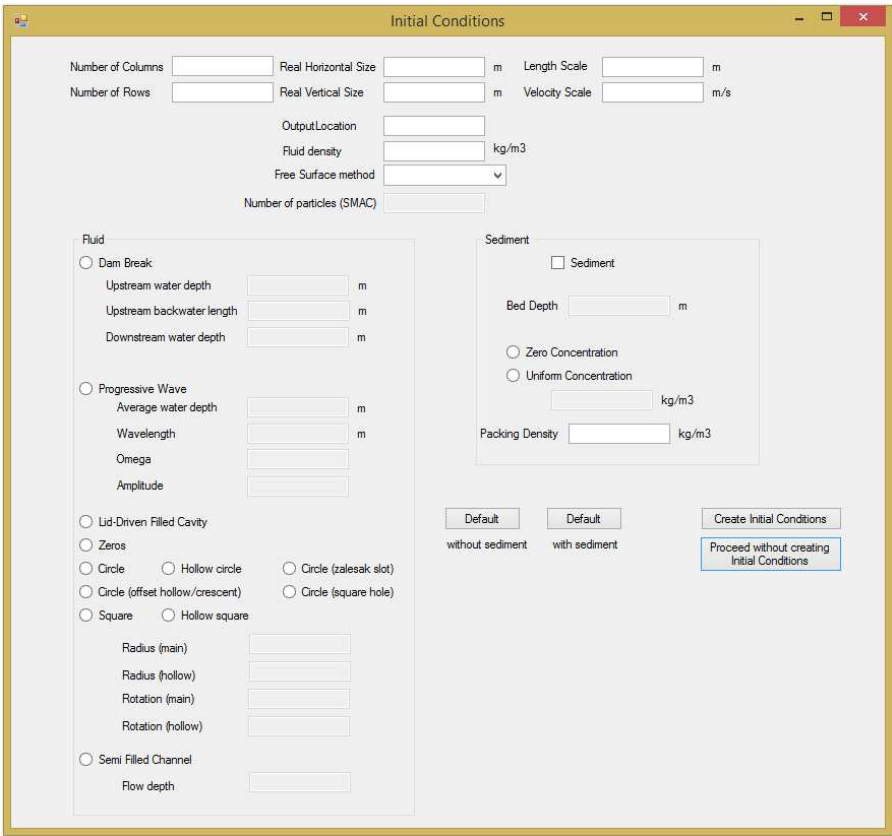 Initial Conditions
Number of Columns Real Horizontal Size m Length Scale m
Number of Rows Real Vertical Size m Velocity Scale m/s
OutputLocation
Fluid density kg/m3
Free Surface method
Number of particles (SMAC)
Fluid
Dam Break
Upstream water depth m
Upstream backwater length m
Downstream water depth m
Progressive Wave
Average water depth m
Wavelength m
Omega
Amplitude
Lid-Driven Filled Cavity
Zeros
Circle Hollow circle Circle (zalesak slot)
Circle (offset hollow/crescent) Circle (square hole)
Square Hollow square
Radius (main)
Radius (hollow)
Rotation (main)
Rotation (hollow)
Semi Filled Channel
Flow depth
Sediment
Sediment
Bed Depth m
Zero Concentration
Uniform Concentration
kg/m3
Packing Density kg/m3
Default Default Create Initial Conditions
without sediment with sediment
Proceed without creating
Initial Conditions